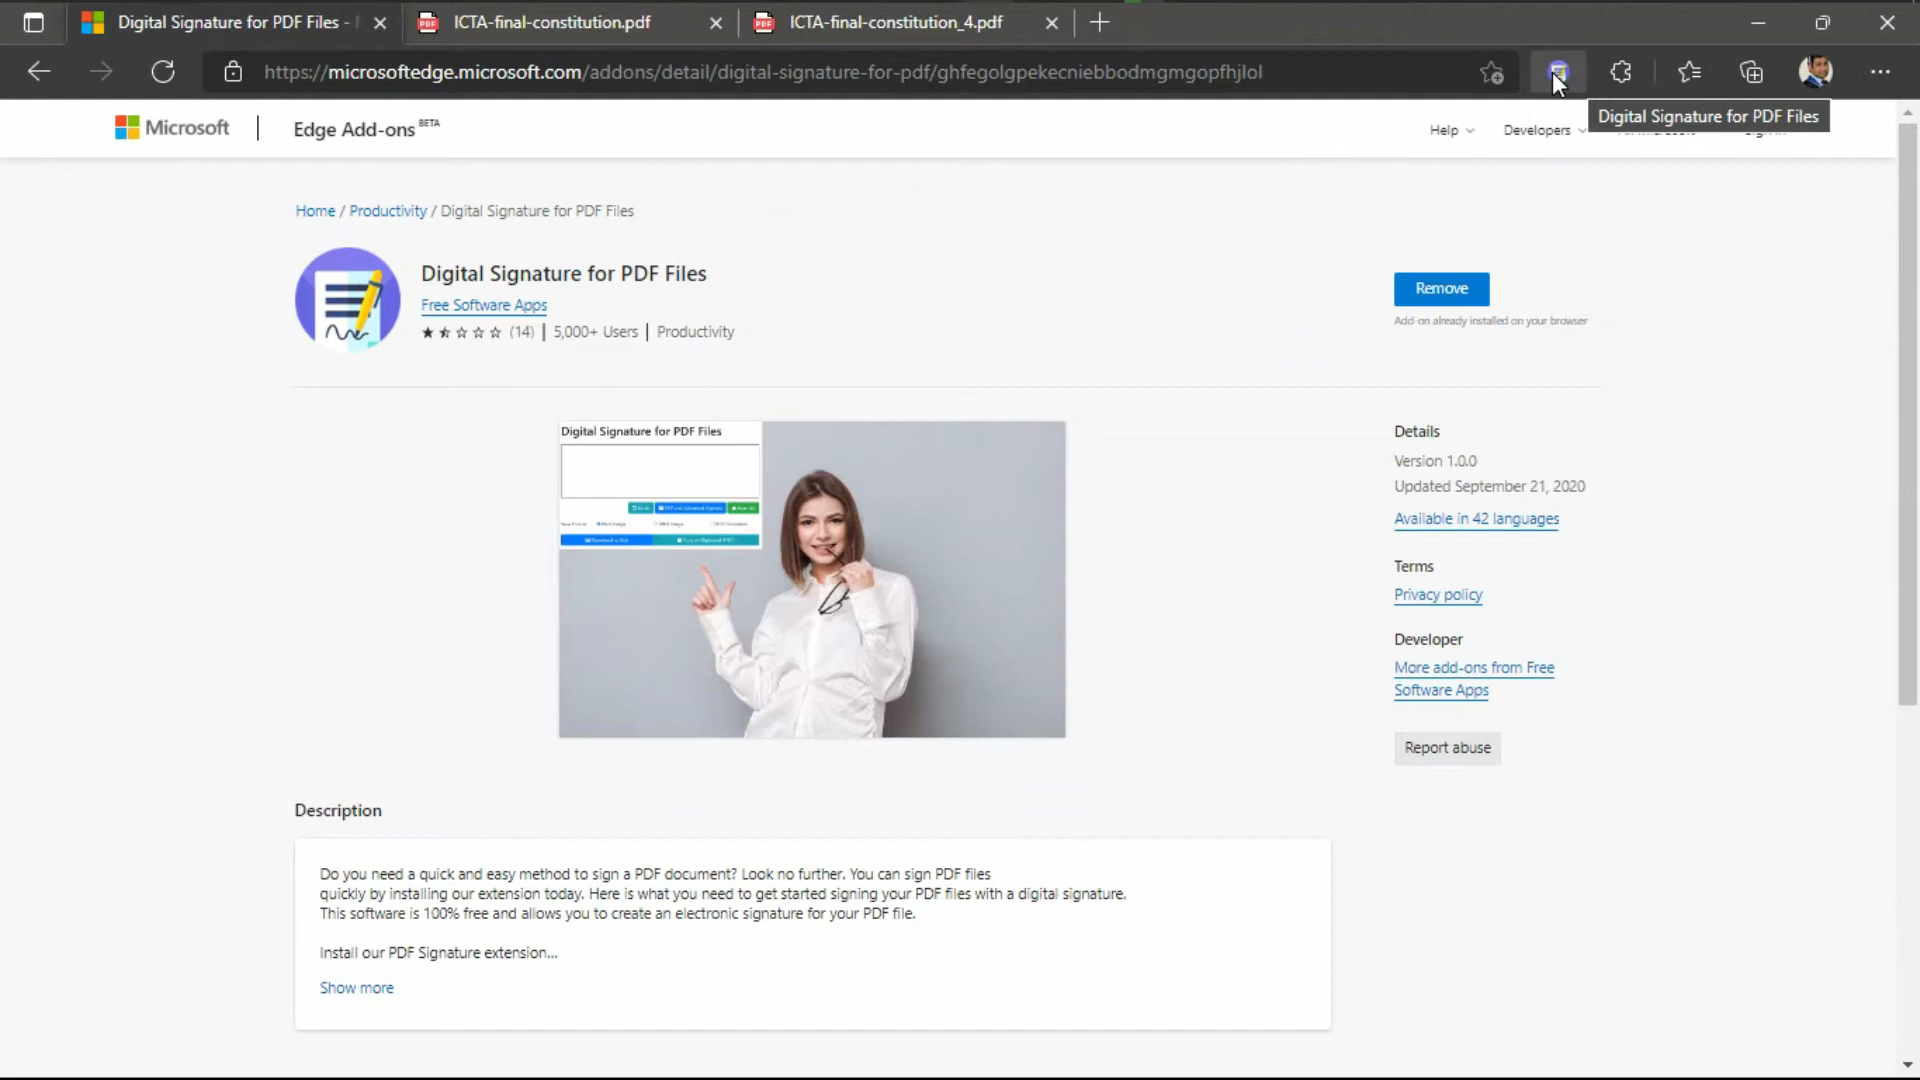 Digital Signature for PDF Files -
ICTA-final-constitution.pdf
ICTA-final-constitution_4.pdf
https://microsoftedge.microsoft.com/addons/detail/digital-signature-for-pdf/ghfegolgpekecniebbodmgmgopfhjlol
Digital Signature for PDF Files
Microsoft
Edge Add-ons BETA
Help
Developers
Home / Productivity / Digital Signature for PDF Files
Digital Signature for PDF Files
Free Software Apps
(14) | 5,000+ Users | Productivity
Remove
Add-on already installed on your browser
Digital Signature for PDF Files
Details
Version 1.0.0
Updated September 21, 2020
Available in 42 languages
Terms
Privacy policy
Developer
More add-ons from Free
Software Apps
Report abuse
Description
Do you need a quick and easy method to sign a PDF document? Look no further. You can sign PDF files
quickly by installing our extension today. Here is what you need to get started signing your PDF files with a digital signature.
This software is 100% free and allows you to create an electronic signature for your PDF file.
Install our PDF Signature extension...
Show more